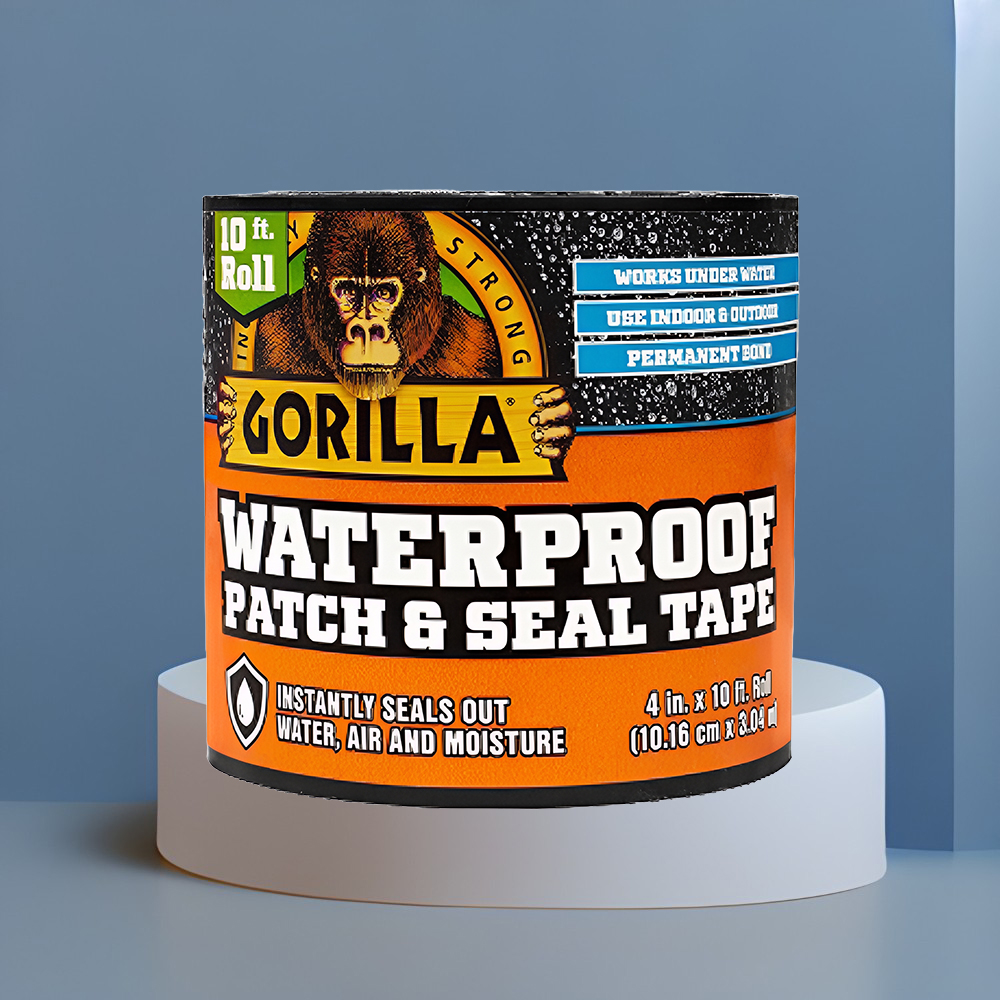 10 ft.
Roll
STRONG
GORILLA®
WORKS UNDER WATER
USE INDOOR & OUTDOOR
PERMANENT BOND
WATERPROOF
PATCH & SEAL TAPE
INSTANTLY SEALS OUT
WATER, AIR AND MOISTURE
4 in. x 10 ft. Roll
(10.16 cm x 3.04 m)